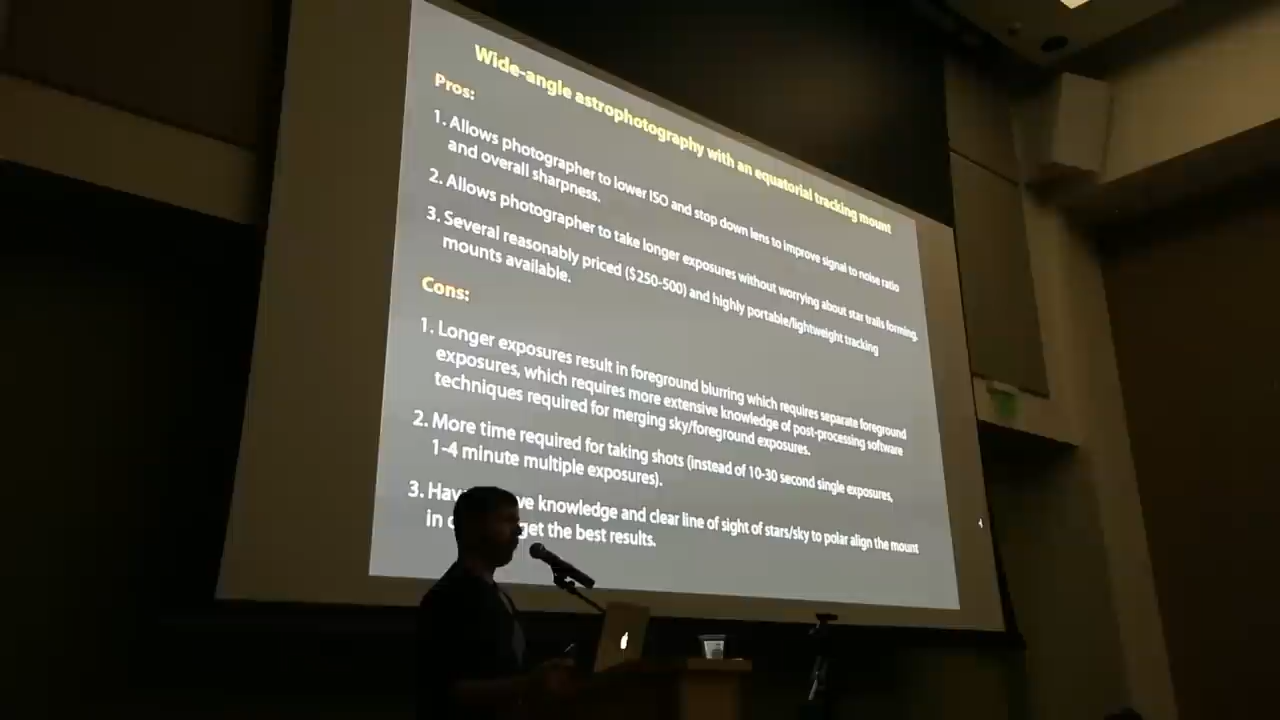 Wide-angle astrophotography with an equatorial tracking mount
Pros:
1. Allows photographer to lower ISO and stop down lens to improve signal to noise ratio
and overall sharpness.
2. Allows photographer to take longer exposures without worrying about star trails forming.
3. Several reasonably priced ($250-500) and highly portable/lightweight tracking
mounts available.
Cons:
1. Longer exposures result in foreground blurring which requires separate foreground
exposures, which requires more extensive knowledge of post-processing software
techniques required for merging sky/foreground exposures.
2. More time required for taking shots (instead of 10-30 second single exposures,
1-4 minute multiple exposures).
3. knowledge and clear line of sight of stars/sky to polar align the mount
in get the best results.